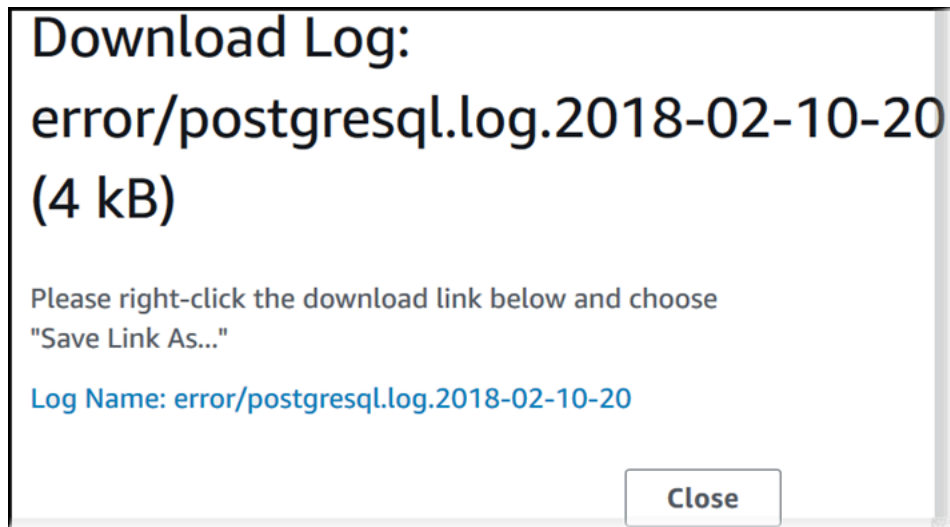 Download Log:
error/postgresql.log.2018-02-10-20
(4 kB)
Please right-click the download link below and choose
"Save Link As..."
Log Name: error/postgresql.log.2018-02-10-20
Close